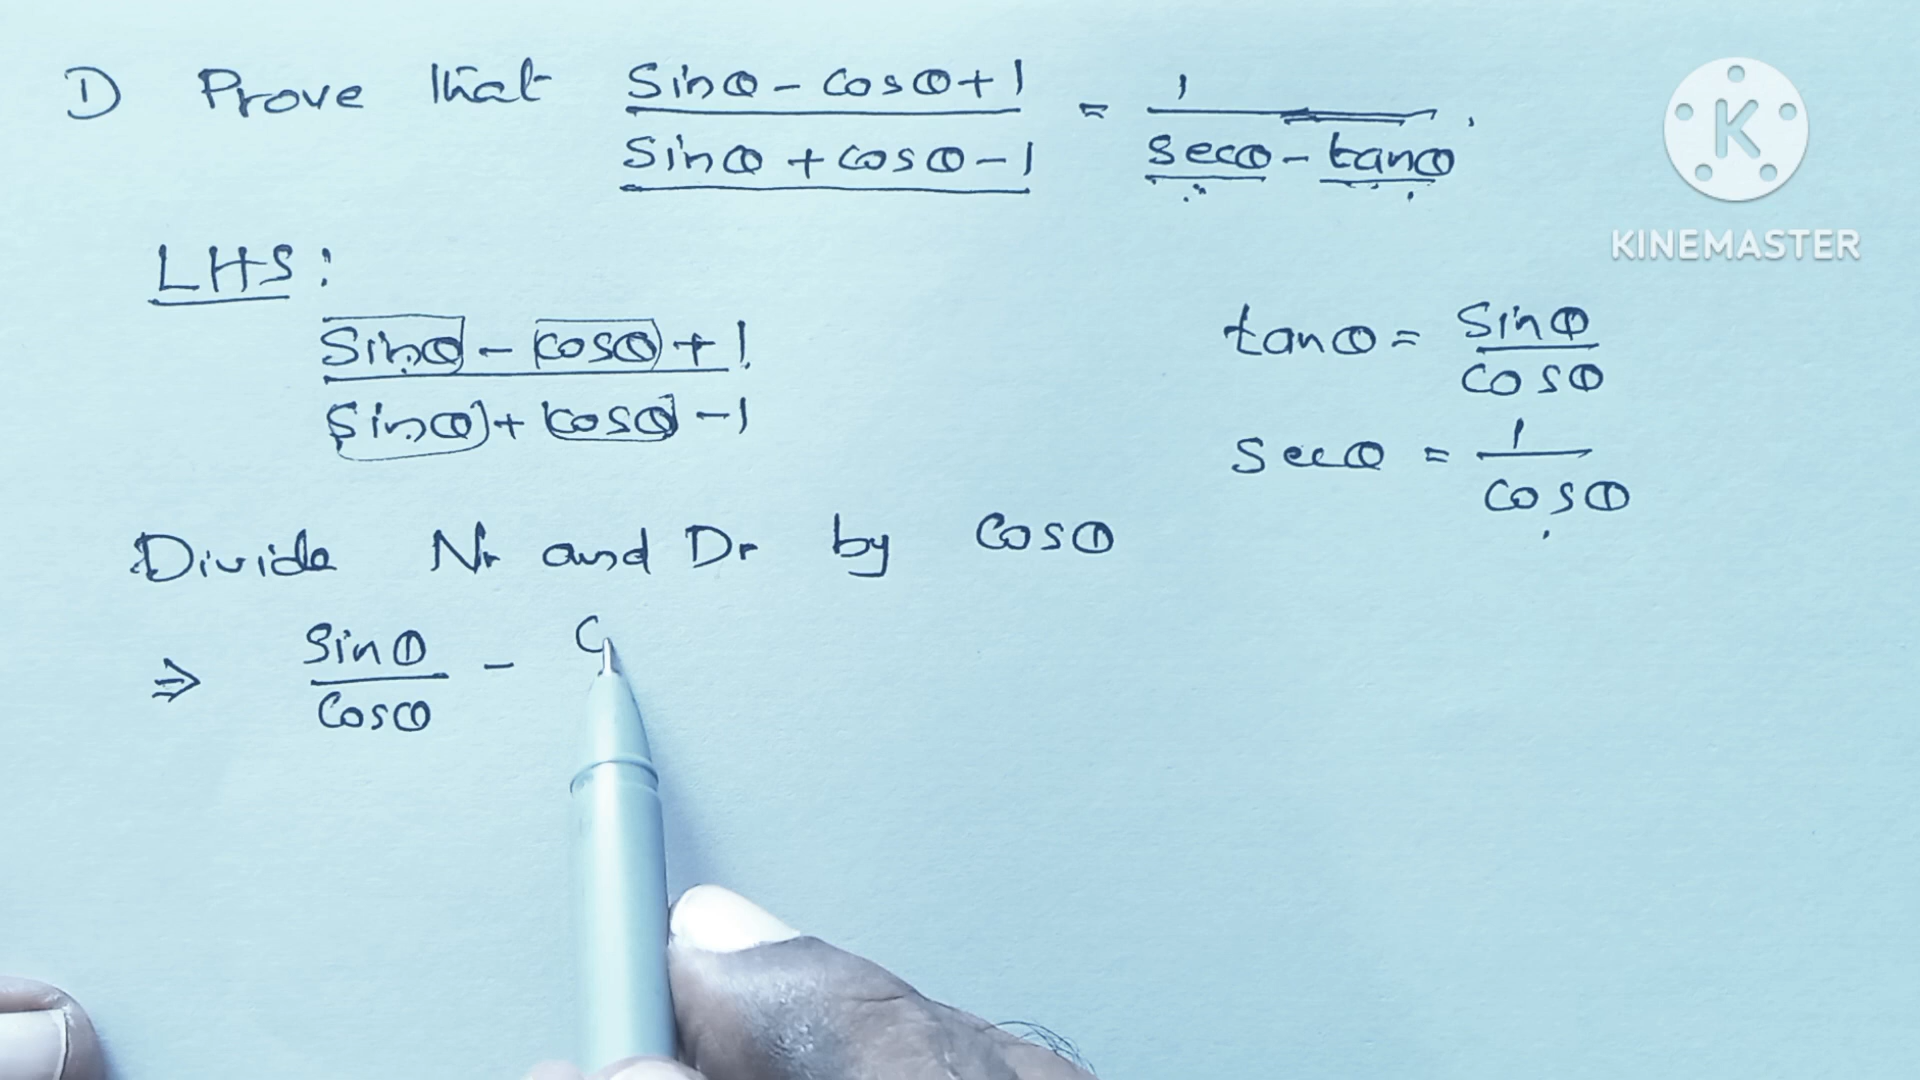 1) Prove that sinθ - cosθ + 1 / sinθ + cosθ - 1 = 1 / secθ - tanθ.
LHS:
sinθ - cosθ + 1 / sinθ + cosθ - 1
tanθ = sinθ / cosθ
secθ = 1 / cosθ
Divide Nr and Dr by cosθ
⇒ sinθ / cosθ - C
K
KINEMASTER